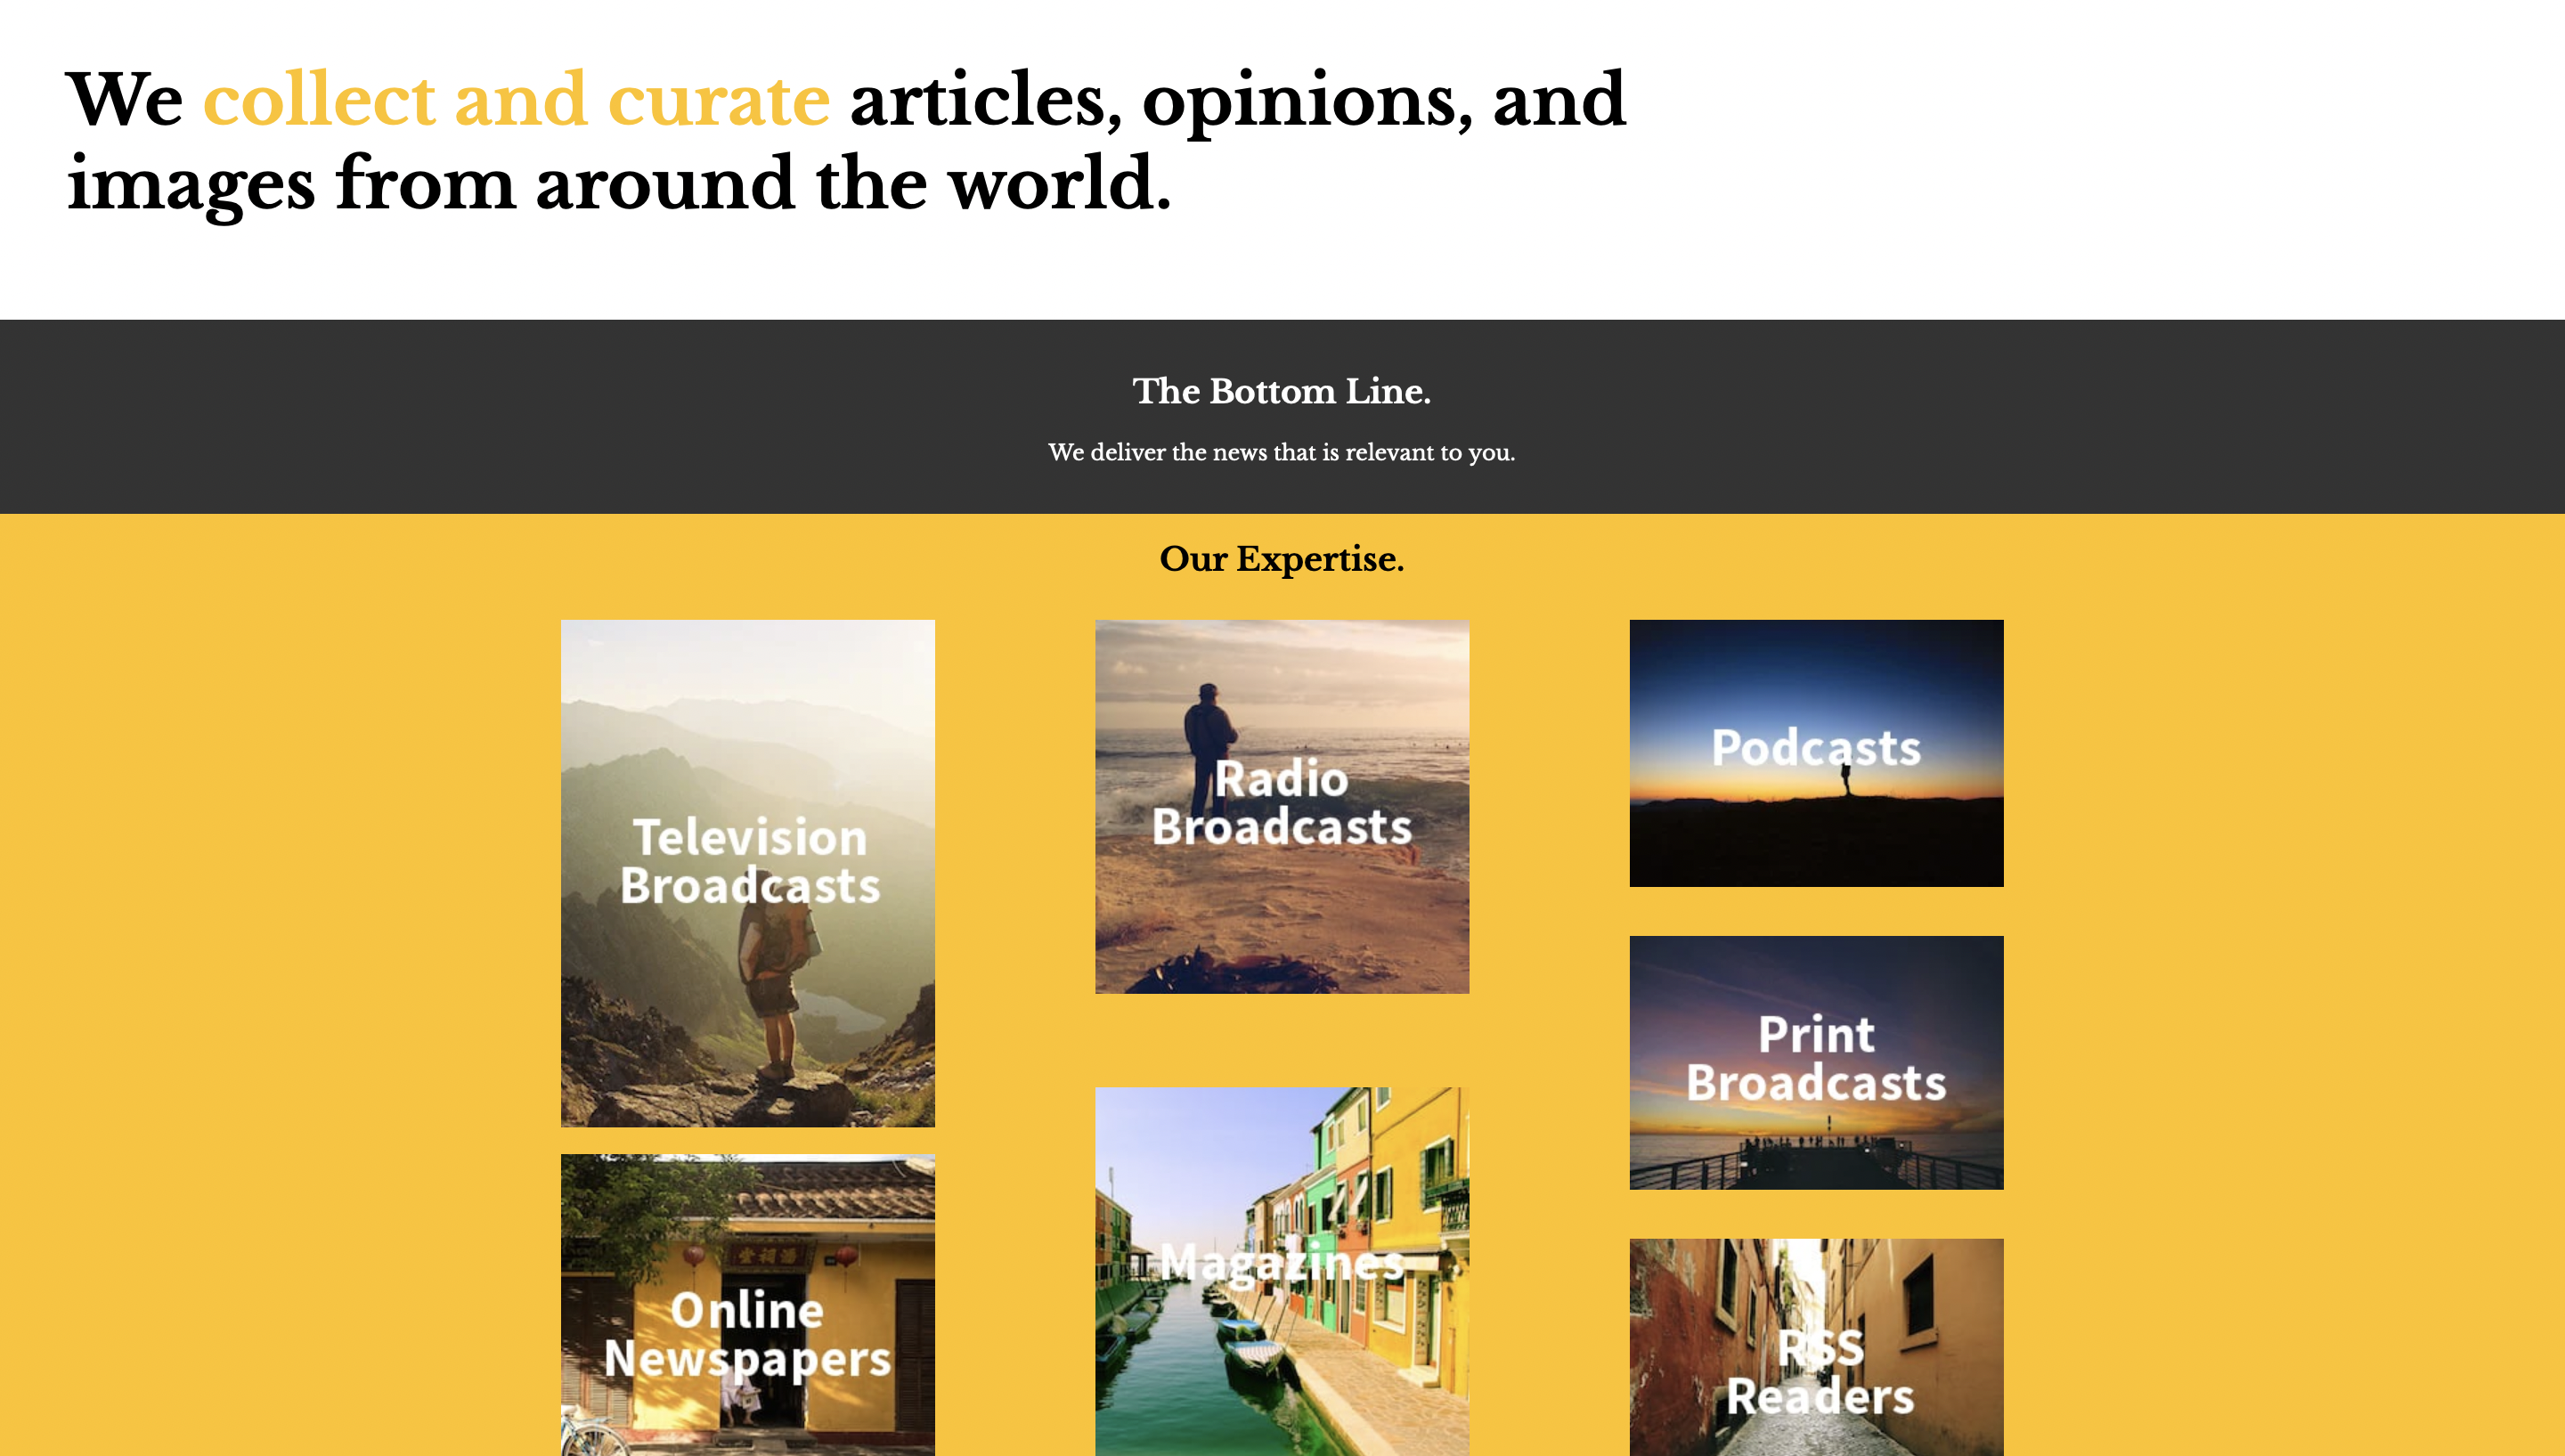 We collect and curate articles, opinions, and
images from around the world.
The Bottom Line.
We deliver the news that is relevant to you.
Our Expertise.
Television
Broadcasts
Radio
Broadcasts
Podcasts
Print
Broadcasts
Online
Newspapers
Magazines
RSS
Readers